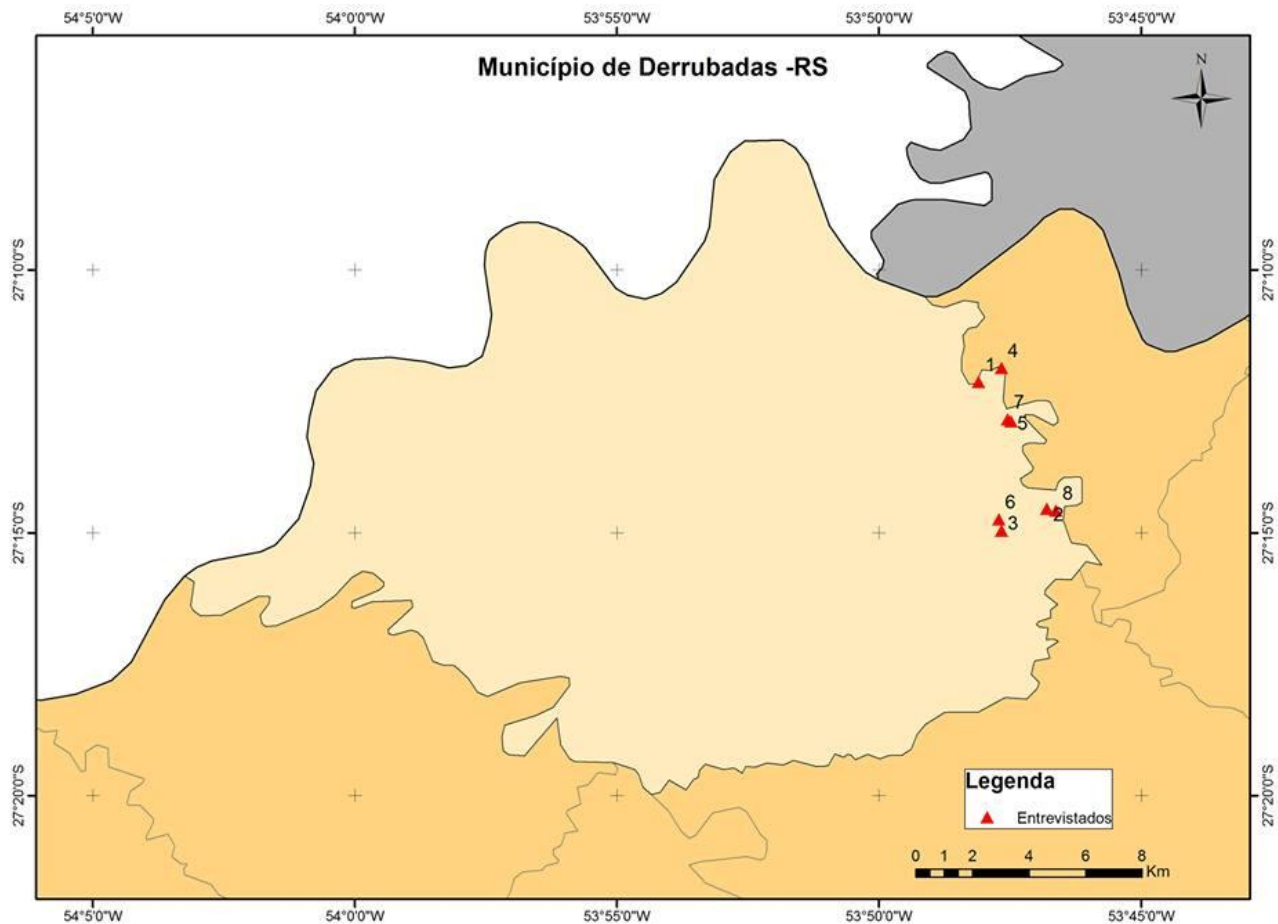 54°5'0"W 54°0'0"W 53°55'0"W 53°50'0"W 53°45'0"W
Município de Derrubadas -RS
N
27°10'0"S 27°10'0"S
4
1
7
5
8
6
2
3
27°15'0"S 27°15'0"S
27°20'0"S 27°20'0"S
Legenda
Entrevistados
0 1 2 4 6 8
Km
54°5'0"W 54°0'0"W 53°55'0"W 53°50'0"W 53°45'0"W